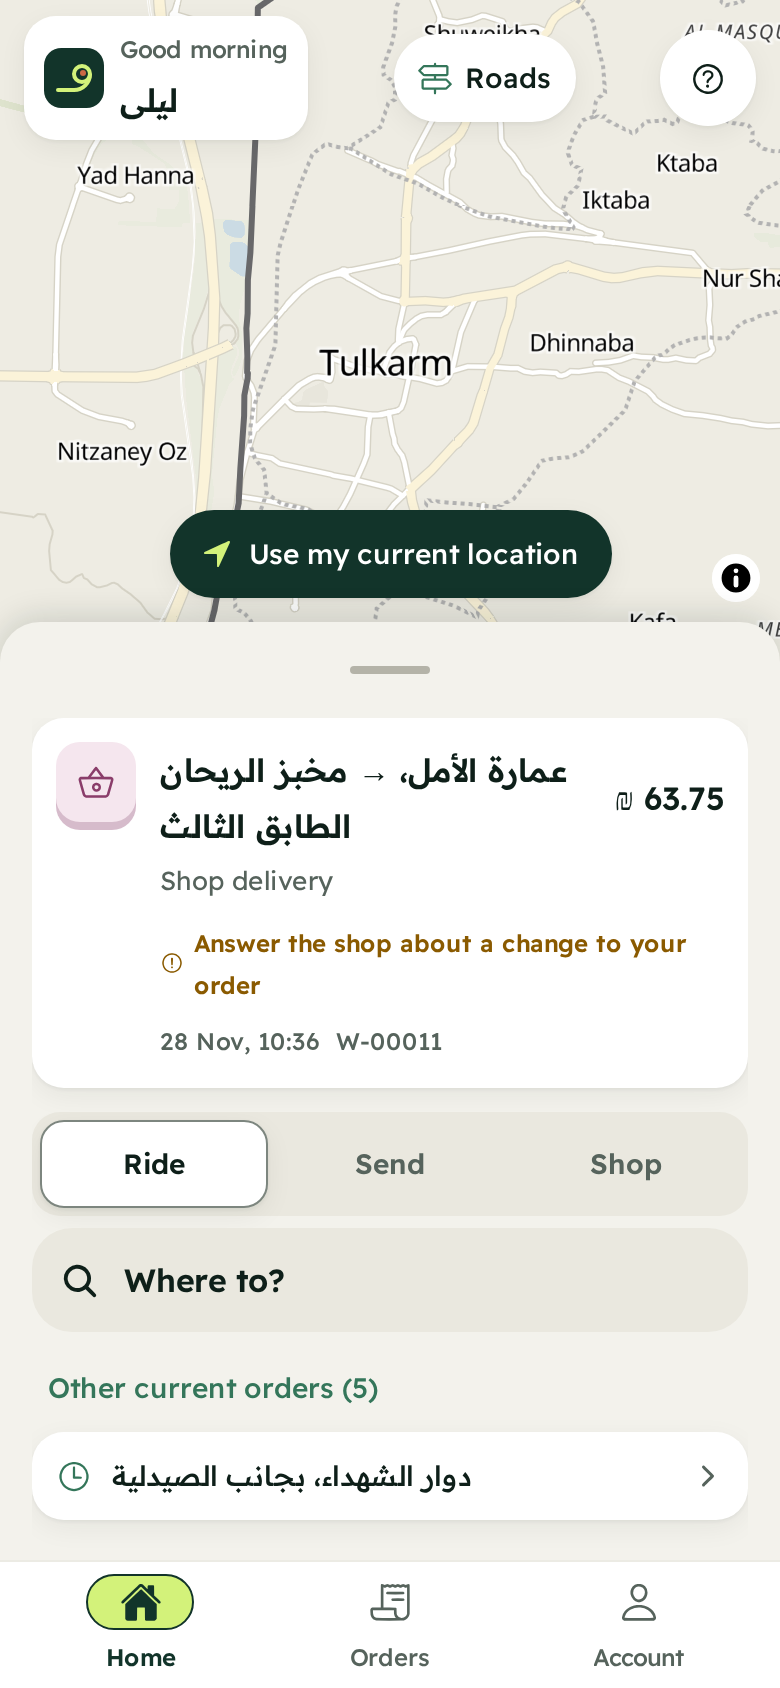 Good morning
ليلى
Shuweikha
Roads
Yad Hanna
Ktaba
Iktaba
Nur Sha
Tulkarm
Dhinnaba
Nitzaney Oz
Use my current location
Kafa
عمارة الأمل، → مخبز الريحان
الطابق الثالث
₪ 63.75
Shop delivery
Answer the shop about a change to your
order
28 Nov, 10:36 W-00011
Ride
Send
Shop
Where to?
Other current orders (5)
دوار الشهداء، بجانب الصيدلية
Home
Orders
Account